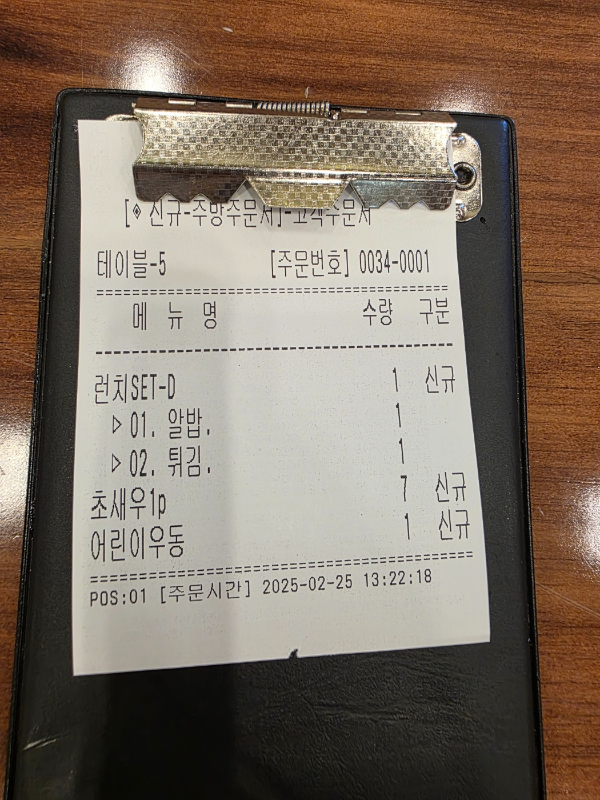 [◈ 신규-주방주문서]-고객주문서
테이블-5 [주문번호] 0034-0001
메 뉴 명 수량 구분
런치SET-D 1 신규
▷01. 알밥. 1
▷02. 튀김. 1
초새우1p 7 신규
어린이우동 1 신규
POS:01 [주문시간] 2025-02-25 13:22:18